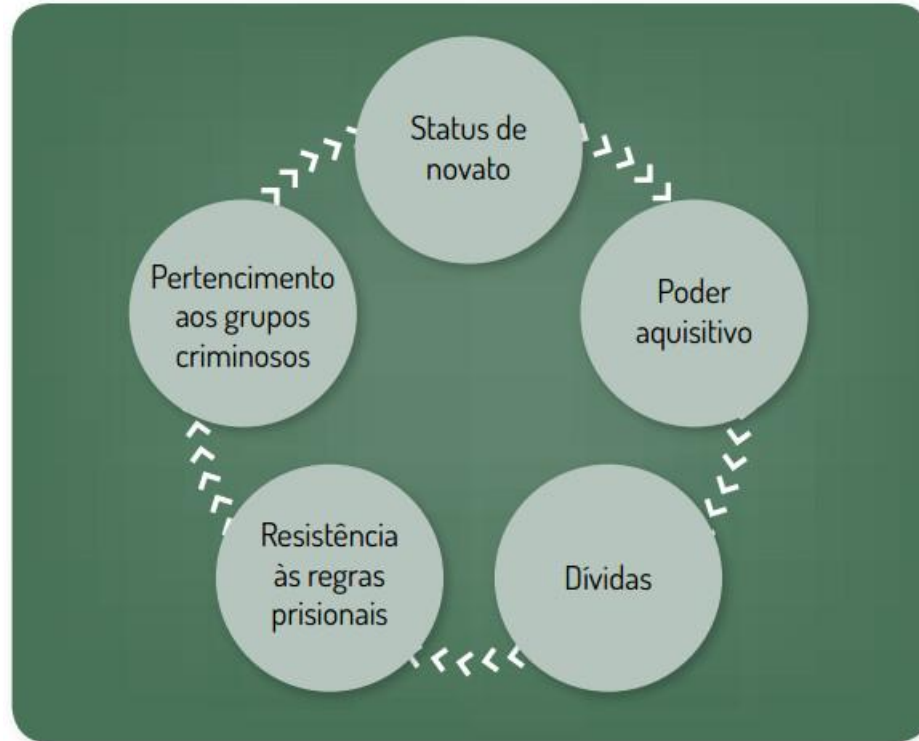 Status de
novato
Poder
aquisitivo
Dívidas
Resistência
às regras
prisionais
Pertencimento
aos grupos
criminosos